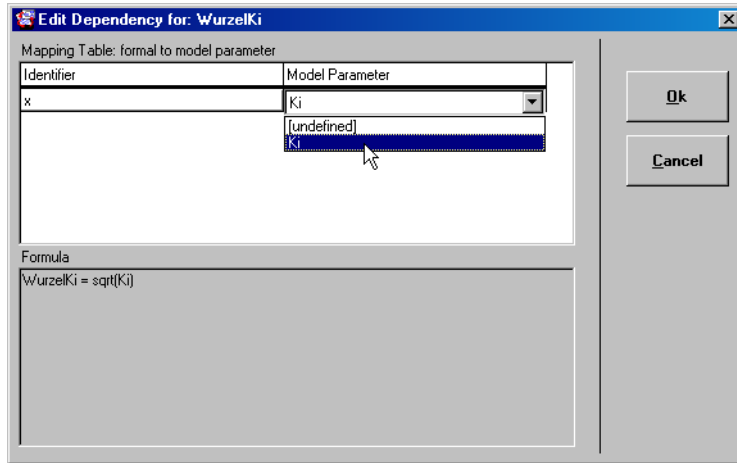 Edit Dependency for: WurzelKi
Mapping Table: formal to model parameter
Identifier Model Parameter
x Ki
[undefined]
Ki
Ok
Cancel
Formula
WurzelKi = sqrt(Ki)